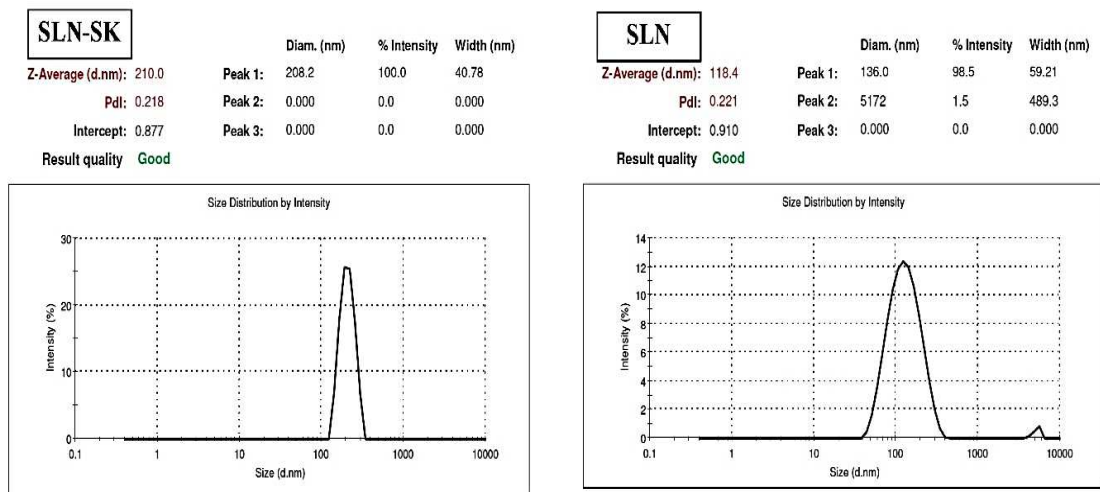 SLN-SK
Diam. (nm) % Intensity Width (nm)
Z-Average (d.nm): 210.0 Peak 1: 208.2 100.0 40.78
PdI: 0.218 Peak 2: 0.000 0.0 0.000
Intercept: 0.877 Peak 3: 0.000 0.0 0.000
Result quality Good
Size Distribution by Intensity
30
20
10
0
Intensity (%)
0.1 1 10 100 1000 10000
Size (d.nm)
SLN
Diam. (nm) % Intensity Width (nm)
Z-Average (d.nm): 118.4 Peak 1: 136.0 98.5 59.21
PdI: 0.221 Peak 2: 5172 1.5 489.3
Intercept: 0.910 Peak 3: 0.000 0.0 0.000
Result quality Good
Size Distribution by Intensity
14
12
10
8
6
4
2
0
Intensity (%)
0.1 1 10 100 1000 10000
Size (d.nm)